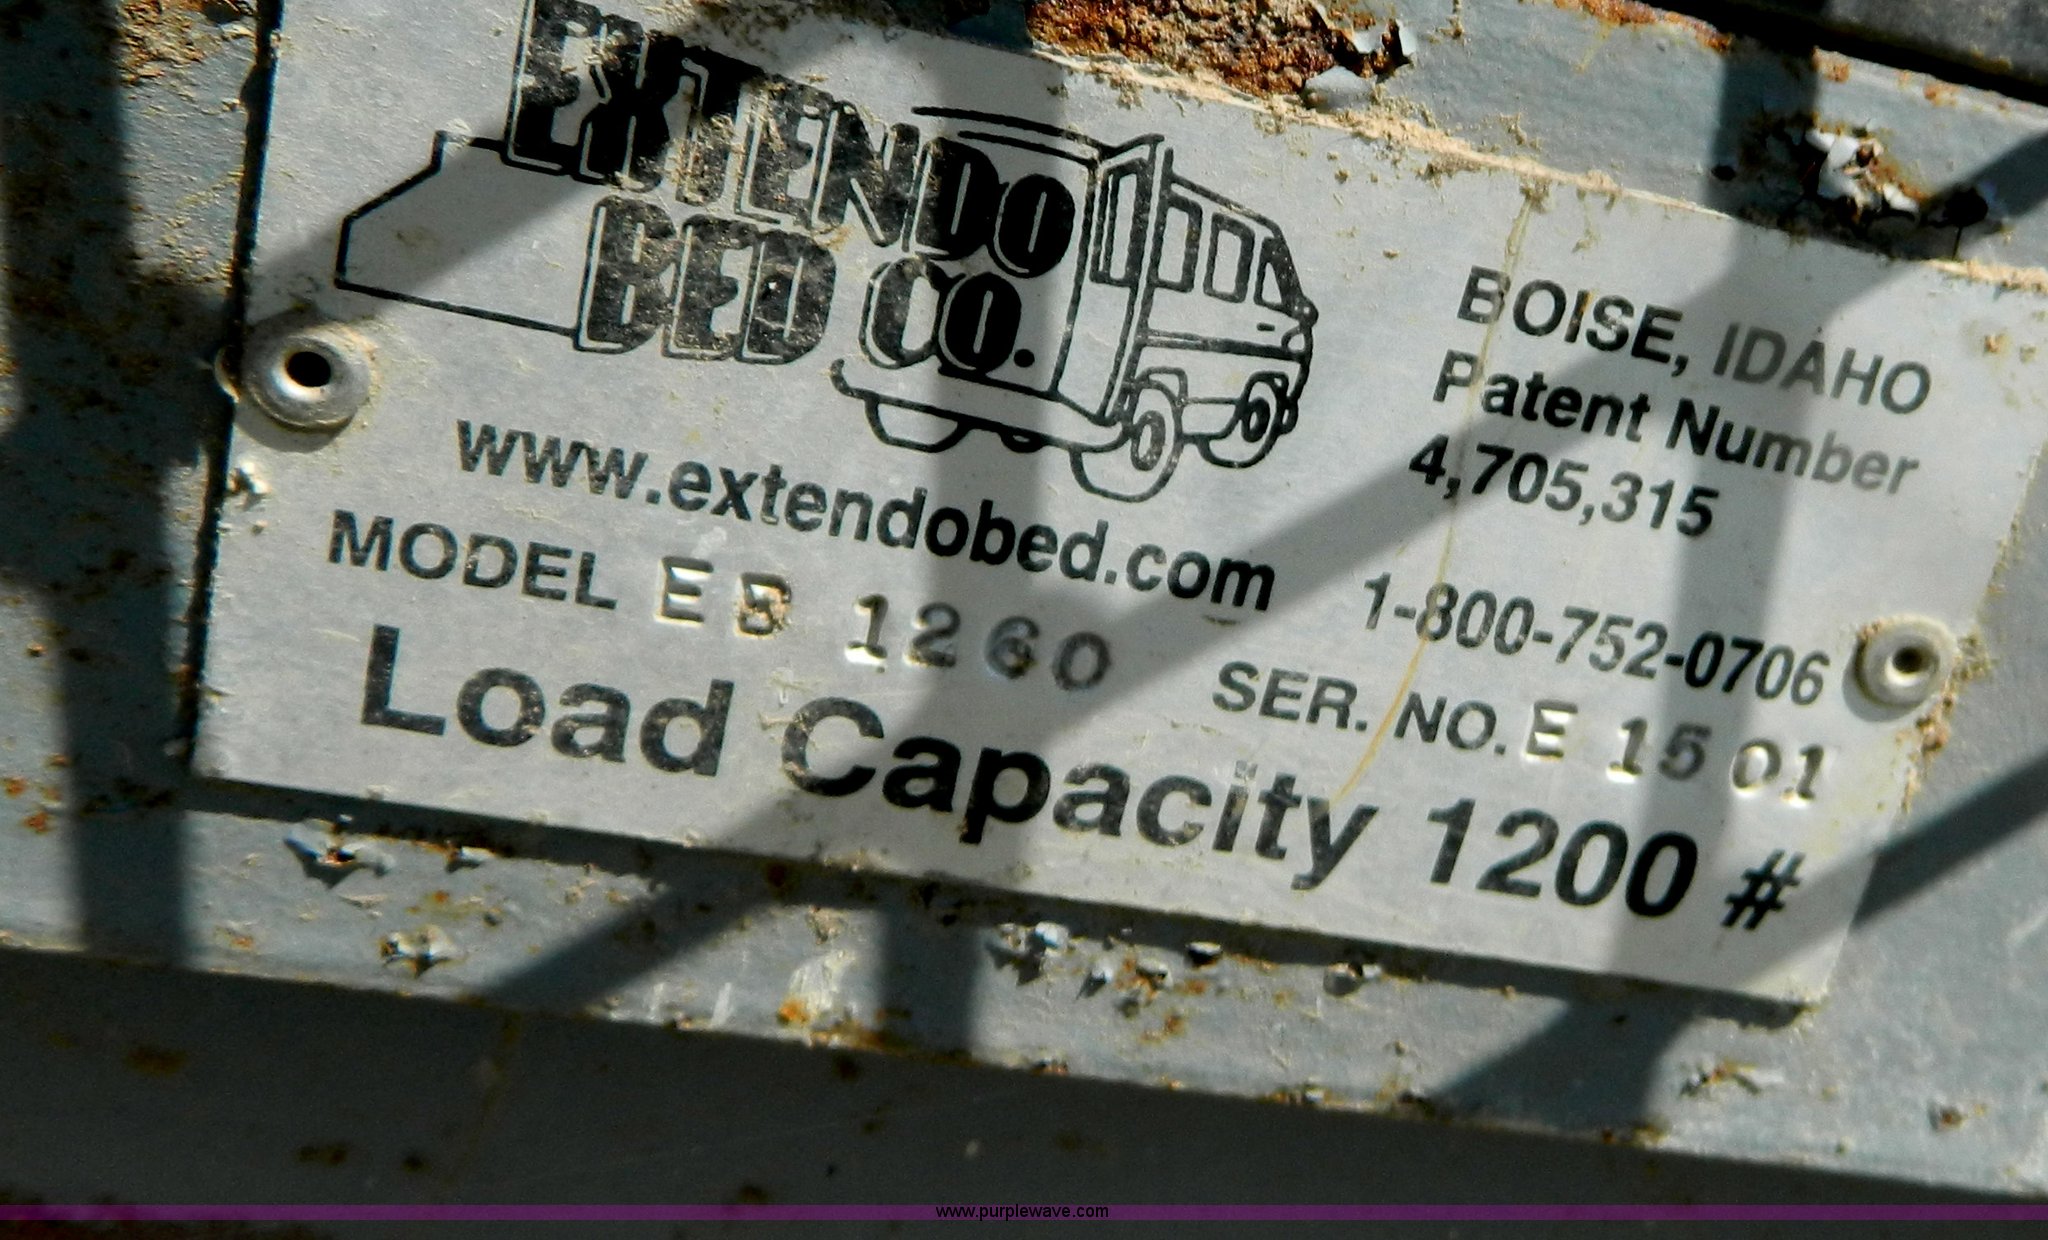 EXTENDO
BED CO.
BOISE, IDAHO
Patent Number
4,705,315
www.extendobed.com
1-800-752-0706
MODEL EB 1260
SER. NO. E 1501
Load Capacity 1200 #
www.purplewave.com